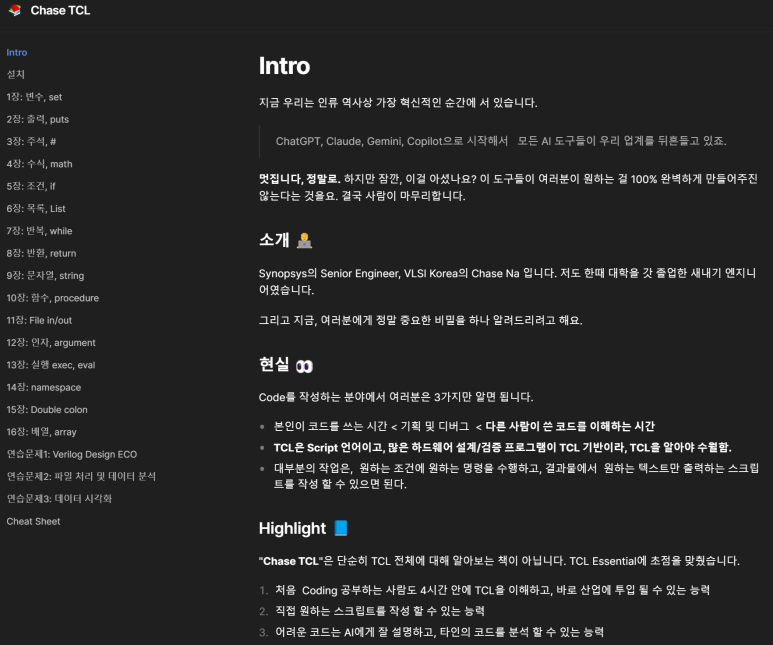 Chase TCL
Intro
설치
1장: 변수, set
2장: 출력, puts
3장: 주석, #
4장: 수식, math
5장: 조건, if
6장: 목록, List
7장: 반복, while
8장: 반환, return
9장: 문자열, string
10장: 함수, procedure
11장: File in/out
12장: 인자, argument
13장: 실행 exec, eval
14장: namespace
15장: Double colon
16장: 배열, array
연습문제1: Verilog Design ECO
연습문제2: 파일 처리 및 데이터 분석
연습문제3: 데이터 시각화
Cheat Sheet
Intro
지금 우리는 인류 역사상 가장 혁신적인 순간에 서 있습니다.
ChatGPT, Claude, Gemini, Copilot으로 시작해서 모든 AI 도구들이 우리 업계를 뒤흔들고 있죠.
멋집니다, 정말로. 하지만 잠깐, 이걸 아셨나요? 이 도구들이 여러분이 원하는 걸 100% 완벽하게 만들어주진
않는다는 것을요. 결국 사람이 마무리합니다.
소개 🧑‍💻
Synopsys의 Senior Engineer, VLSI Korea의 Chase Na 입니다. 저도 한때 대학을 갓 졸업한 새내기 엔지니
어였습니다.
그리고 지금, 여러분에게 정말 중요한 비밀을 하나 알려드리려고 해요.
현실 👀
Code를 작성하는 분야에서 여러분은 3가지만 알면 됩니다.
본인이 코드를 쓰는 시간 < 기획 및 디버그 < 다른 사람이 쓴 코드를 이해하는 시간
TCL은 Script 언어이고, 많은 하드웨어 설계/검증 프로그램이 TCL 기반이라, TCL을 알아야 수월함.
대부분의 작업은, 원하는 조건에 원하는 명령을 수행하고, 결과물에서 원하는 텍스트만 출력하는 스크립
트를 작성 할 수 있으면 된다.
Highlight 📘
"Chase TCL"은 단순히 TCL 전체에 대해 알아보는 책이 아닙니다. TCL Essential에 초점을 맞췄습니다.
1. 처음 Coding 공부하는 사람도 4시간 안에 TCL을 이해하고, 바로 산업에 투입 될 수 있는 능력
2. 직접 원하는 스크립트를 작성 할 수 있는 능력
3. 어려운 코드는 AI에게 잘 설명하고, 타인의 코드를 분석 할 수 있는 능력